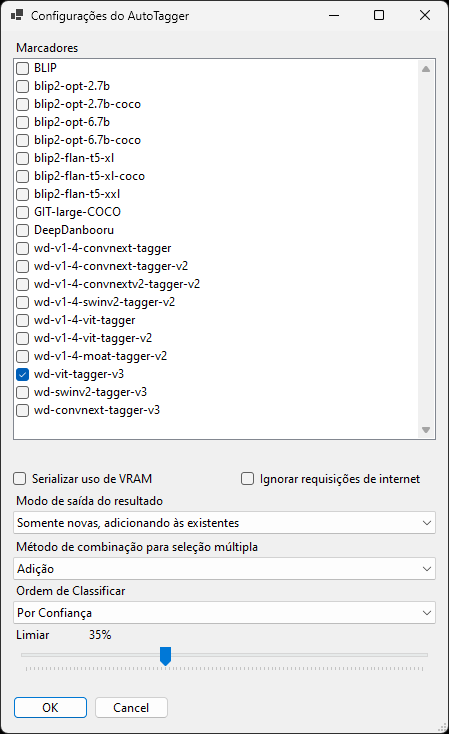 Configurações do AutoTagger
Marcadores
BLIP
blip2-opt-2.7b
blip2-opt-2.7b-coco
blip2-opt-6.7b
blip2-opt-6.7b-coco
blip2-flan-t5-xl
blip2-flan-t5-xl-coco
blip2-flan-t5-xxl
GIT-large-COCO
DeepDanbooru
wd-v1-4-convnext-tagger
wd-v1-4-convnext-tagger-v2
wd-v1-4-convnextv2-tagger-v2
wd-v1-4-swinv2-tagger-v2
wd-v1-4-vit-tagger
wd-v1-4-vit-tagger-v2
wd-v1-4-moat-tagger-v2
wd-vit-tagger-v3
wd-swinv2-tagger-v3
wd-convnext-tagger-v3
Serializar uso de VRAM Ignorar requisições de internet
Modo de saída do resultado
Somente novas, adicionando às existentes
Método de combinação para seleção múltipla
Adição
Ordem de Classificar
Por Confiança
Limiar 35%
OK Cancel